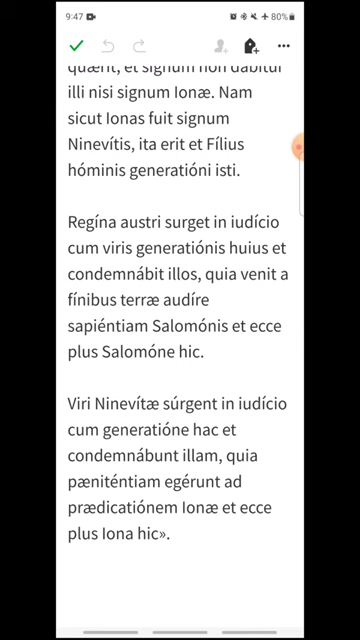 9:47
80%
quærit, et signum non dabitur
illi nisi signum Ionæ. Nam
sicut Ionas fuit signum
Ninevítis, ita erit et Fílius
hóminis generatióni isti.
Regína austri surget in iudício
cum viris generatiónis huius et
condemnábit illos, quia venit a
fínibus terræ audíre
sapiéntiam Salomónis et ecce
plus Salomóne hic.
Viri Ninevítæ súrgent in iudício
cum generatióne hac et
condemnábunt illam, quia
pæniténtiam egérunt ad
prædicatiónem Ionæ et ecce
plus Iona hic».